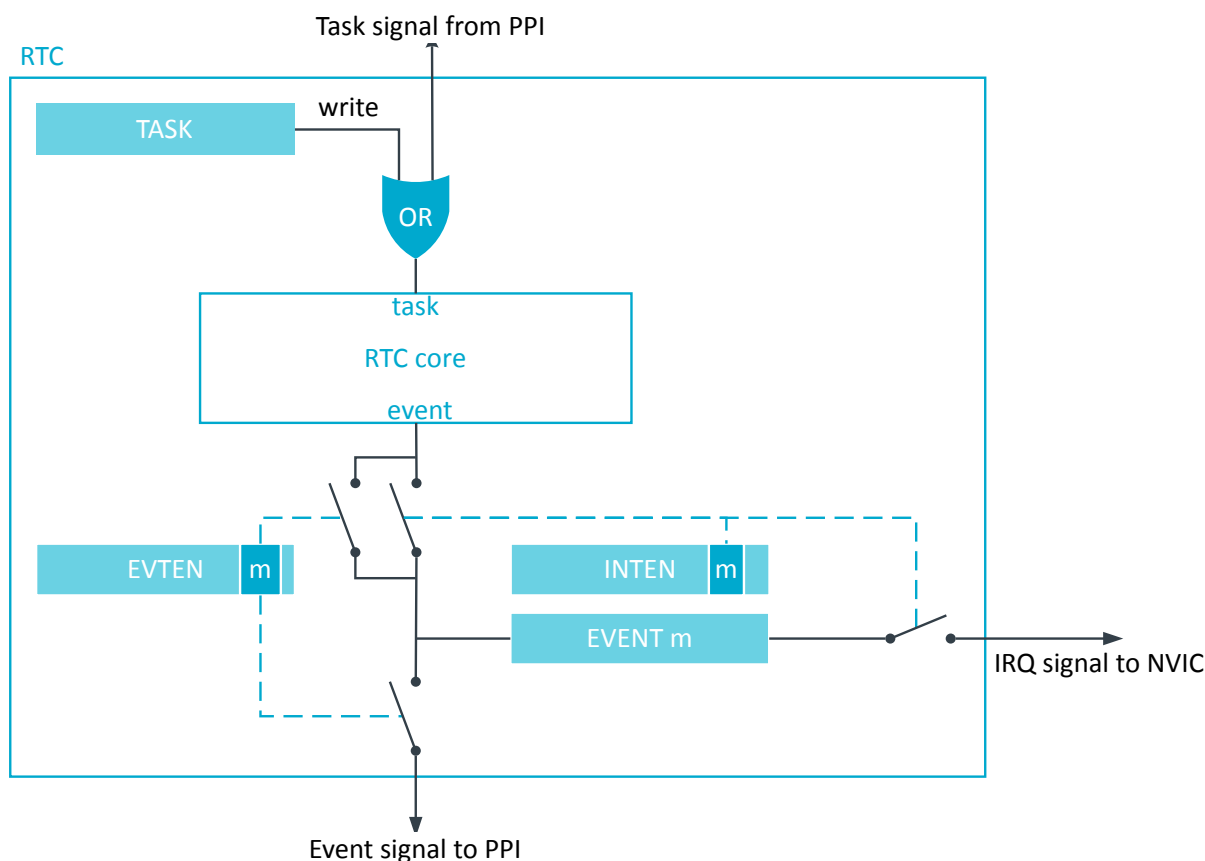 Task signal from PPI
RTC
write
TASK
OR
task
RTC core
event
EVTEN m
INTEN m
EVENT m
IRQ signal to NVIC
Event signal to PPI